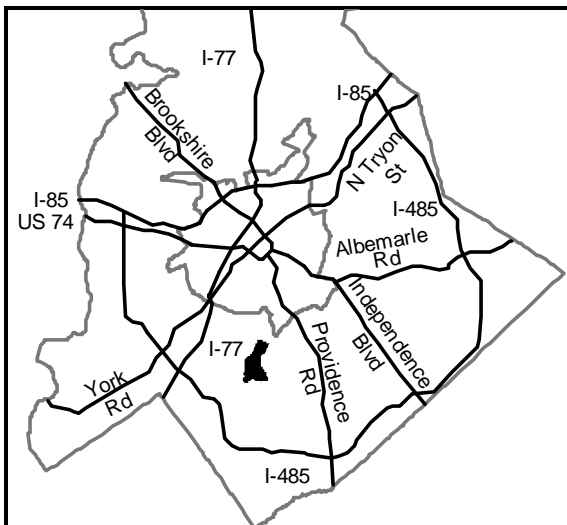 I-77
I-85
Brookshire
Blvd
N Tryon
St
I-85
US 74
I-485
Albemarle
Rd
Independence
Blvd
Providence
Rd
I-77
York
Rd
I-485